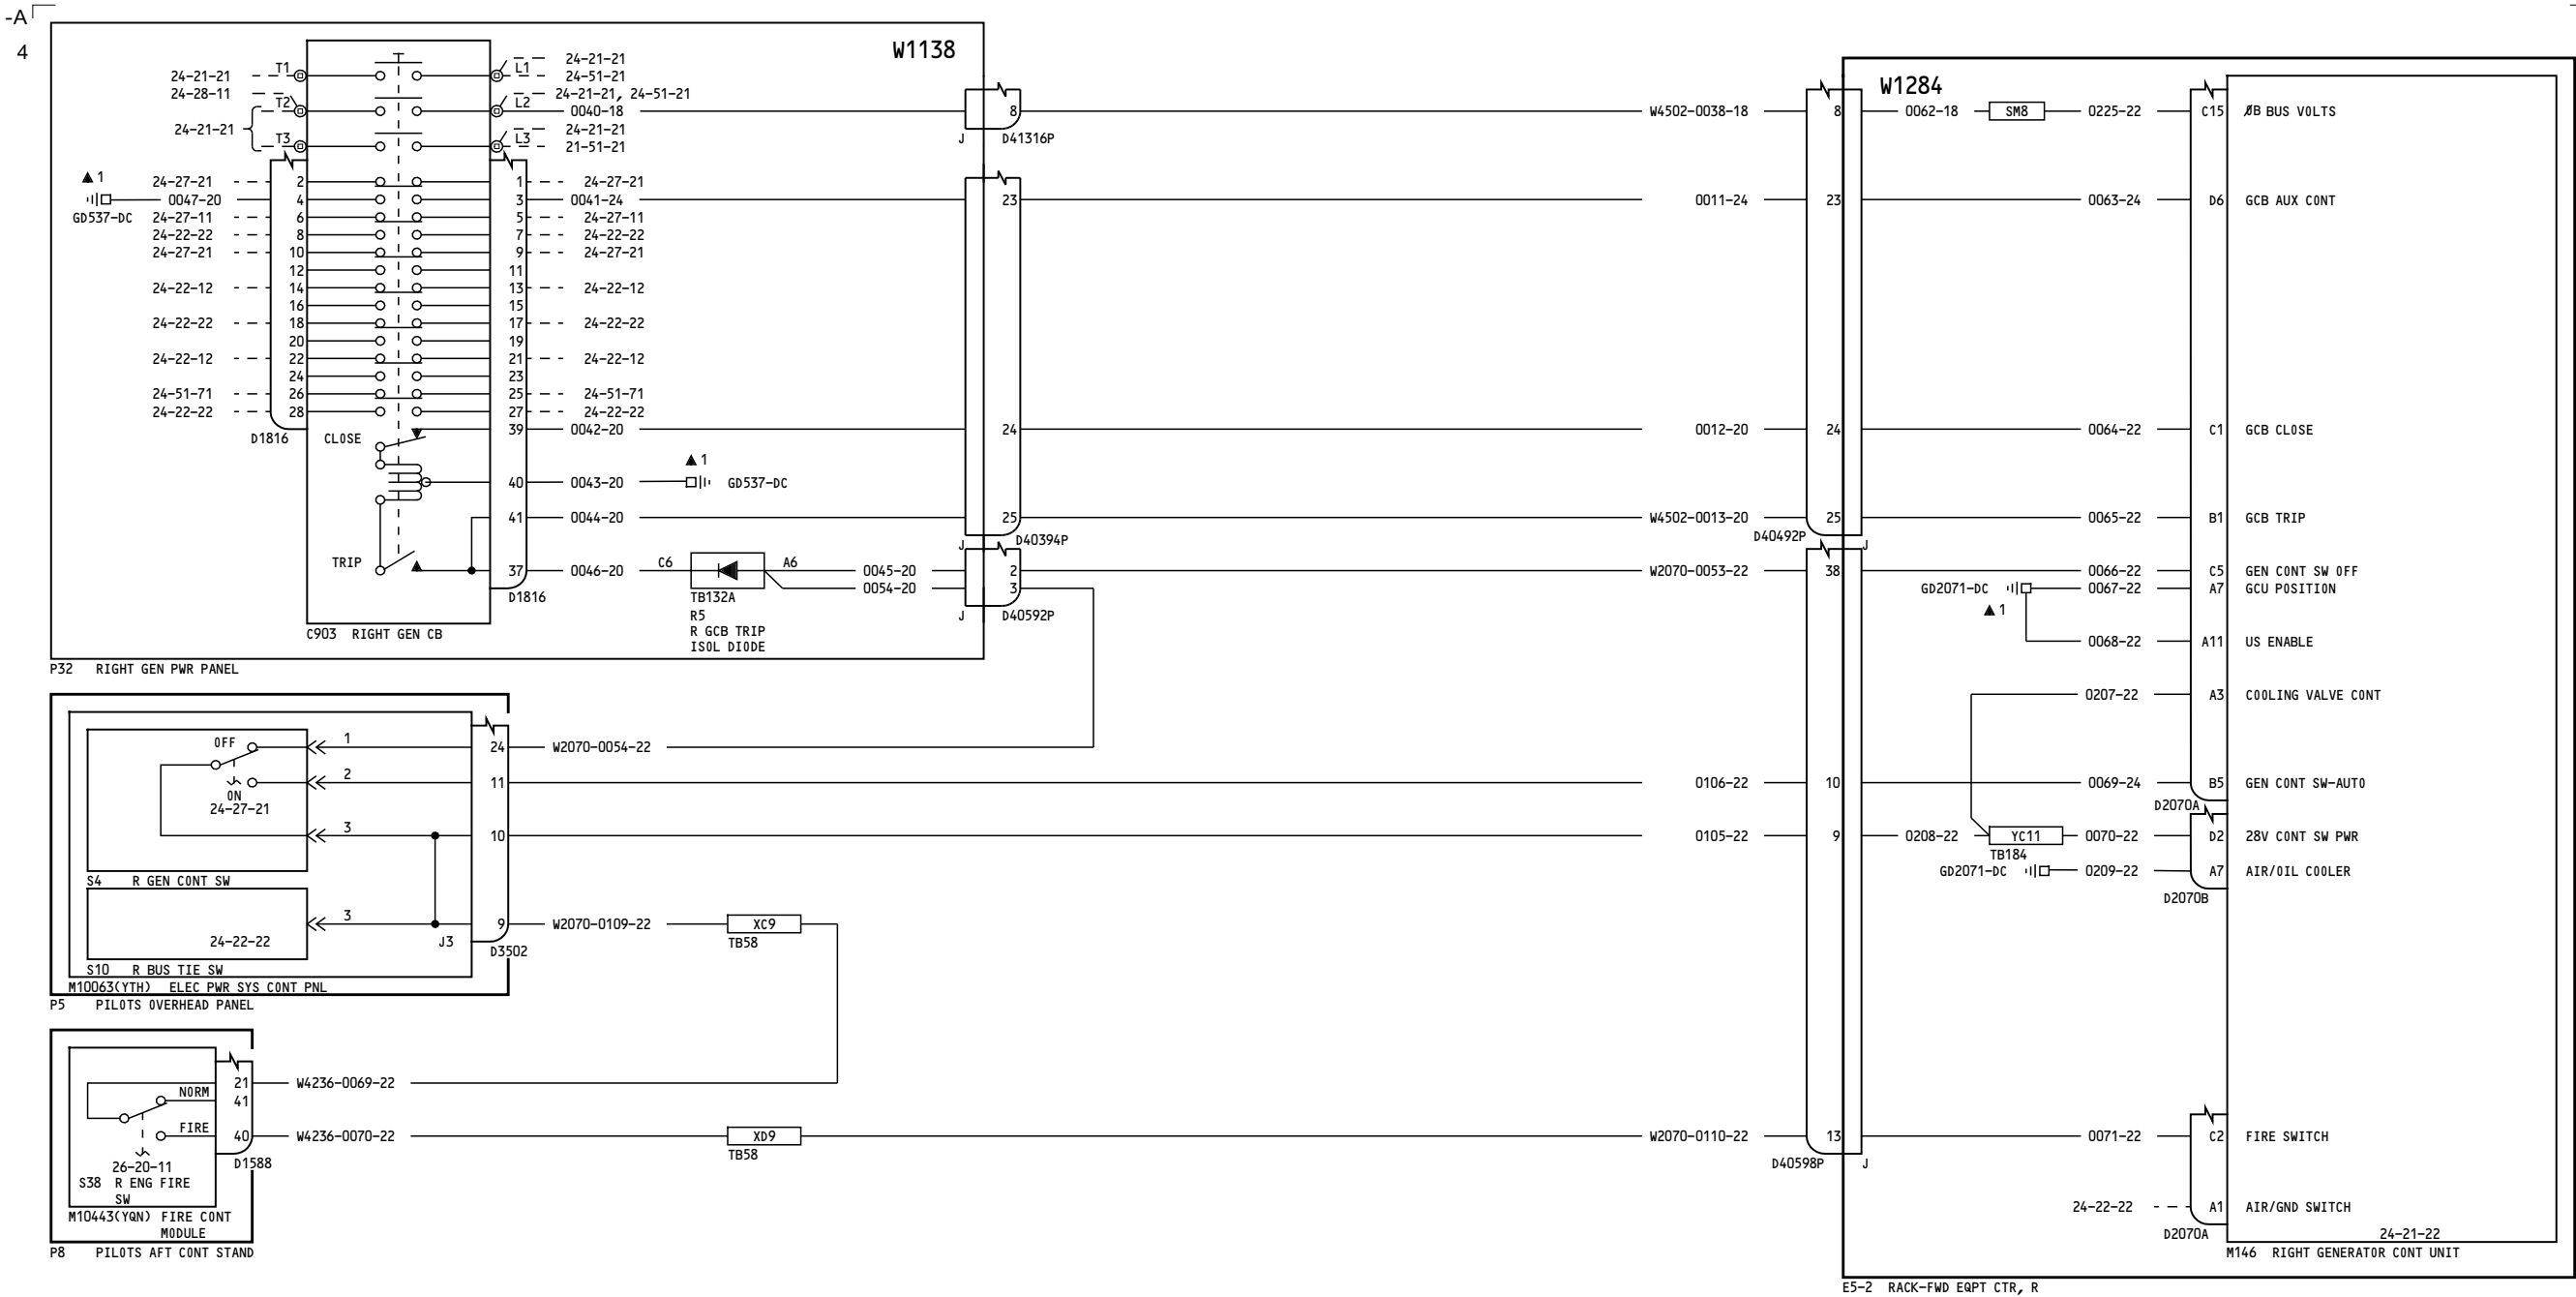 -A
4
W1138
24-21-21
24-28-11
24-21-21
T1
T2
T3
L1
L2
L3
24-21-21
24-51-21
24-21-21, 24-51-21
0040-18
24-21-21
21-51-21
8
J
D41316P
W4502-0038-18
8
W1284
0062-18
SM8
0225-22
C15
ØB BUS VOLTS
▲ 1
GD537-DC
24-27-21
2
1
24-27-21
0047-20
4
3
0041-24
23
0011-24
23
0063-24
D6
GCB AUX CONT
24-27-11
6
5
24-27-11
24-22-22
8
7
24-22-22
24-27-21
10
9
24-27-21
12
11
24-22-12
14
13
24-22-12
16
15
24-22-22
18
17
24-22-22
20
19
24-22-12
22
21
24-22-12
24
23
24-51-71
26
25
24-51-71
24-22-22
28
27
24-22-22
D1816
CLOSE
39
0042-20
24
0012-20
24
0064-22
C1
GCB CLOSE
▲ 1
40
0043-20
GD537-DC
41
0044-20
25
W4502-0013-20
25
0065-22
B1
GCB TRIP
J
D40394P
D40492P
J
TRIP
37
0046-20
C6
A6
0045-20
2
W2070-0053-22
38
0066-22
C5
GEN CONT SW OFF
0054-20
3
GD2071-DC
0067-22
A7
GCU POSITION
▲ 1
D1816
TB132A
R5
R GCB TRIP
ISOL DIODE
J
D40592P
C903 RIGHT GEN CB
0068-22
A11
US ENABLE
P32 RIGHT GEN PWR PANEL
0207-22
A3
COOLING VALVE CONT
OFF
1
24
W2070-0054-22
ON
24-27-21
2
11
0106-22
10
0069-24
B5
GEN CONT SW-AUTO
D2070A
3
10
0105-22
9
0208-22
YC11
TB184
0070-22
D2
28V CONT SW PWR
S4 R GEN CONT SW
GD2071-DC
0209-22
A7
AIR/OIL COOLER
D2070B
3
24-22-22
J3
9
W2070-0109-22
XC9
TB58
D3502
S10 R BUS TIE SW
M10063(YTH) ELEC PWR SYS CONT PNL
P5 PILOTS OVERHEAD PANEL
21
W4236-0069-22
NORM
41
FIRE
40
W4236-0070-22
XD9
TB58
W2070-0110-22
13
0071-22
C2
FIRE SWITCH
D1588
D40598P
J
26-20-11
S38 R ENG FIRE
SW
M10443(YQN) FIRE CONT
MODULE
P8 PILOTS AFT CONT STAND
24-22-22
A1
AIR/GND SWITCH
D2070A
24-21-22
M146 RIGHT GENERATOR CONT UNIT
E5-2 RACK-FWD EQPT CTR, R